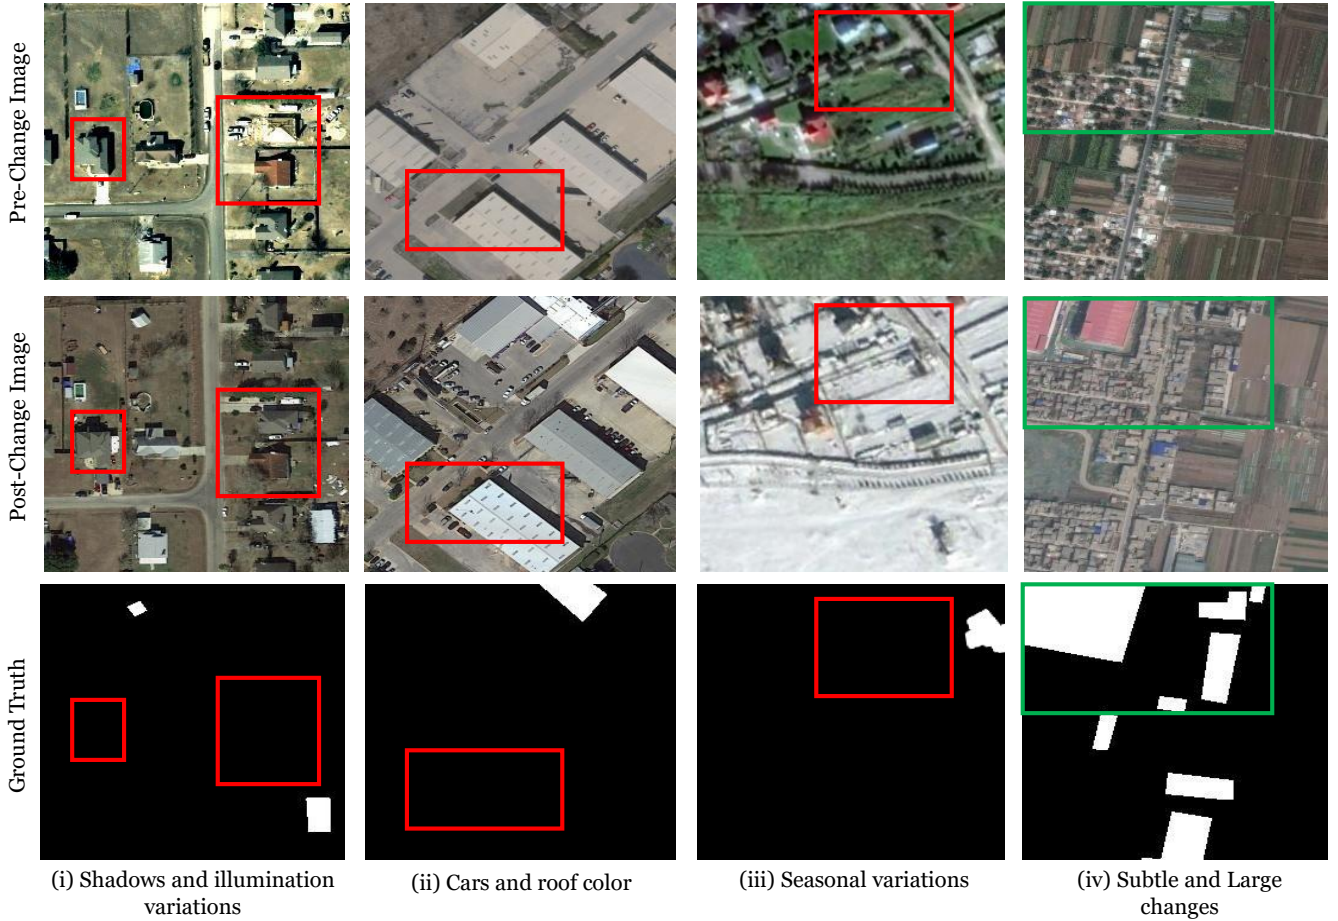 Pre-Change Image
Post-Change Image
Ground Truth
(i) Shadows and illumination
variations
(ii) Cars and roof color
(iii) Seasonal variations
(iv) Subtle and Large
changes